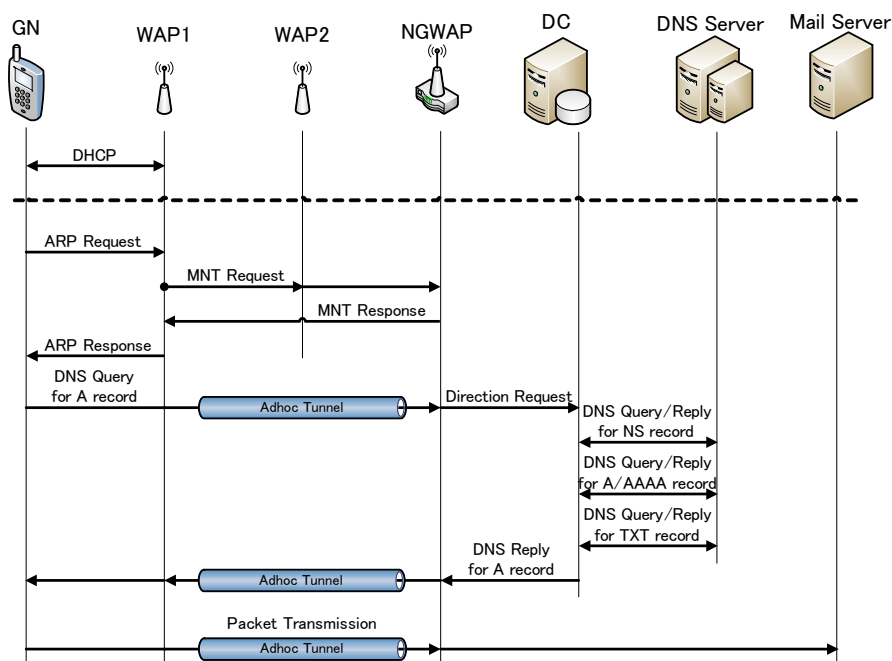 GN
WAP1
WAP2
NGWAP
DC
DNS Server
Mail Server
DHCP
ARP Request
MNT Request
MNT Response
ARP Response
DNS Query
for A record
Adhoc Tunnel
Direction Request
DNS Query/Reply
for NS record
DNS Query/Reply
for A/AAAA record
DNS Query/Reply
for TXT record
DNS Reply
for A record
Adhoc Tunnel
Packet Transmission
Adhoc Tunnel